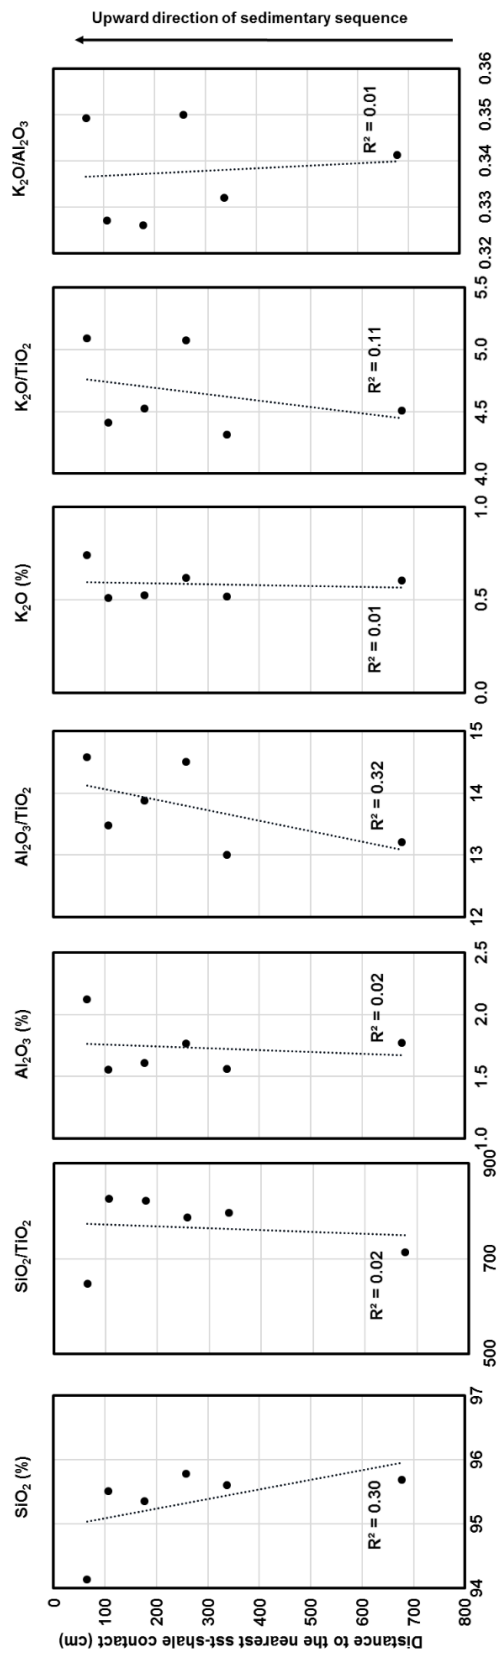 SiO₂ (%)
SiO₂/TiO₂
Al₂O₃ (%)
Al₂O₃/TiO₂
K₂O (%)
K₂O/TiO₂
K₂O/Al₂O₃
Upward direction of sedimentary sequence
Distance to the nearest sst-shale contact (cm)
0
100
200
300
400
500
600
700
800
R² = 0.30
R² = 0.02
R² = 0.02
R² = 0.32
R² = 0.01
R² = 0.11
R² = 0.01
94 95 96 97
500 700 900
1.0 1.5 2.0 2.5
12 13 14 15
0.0 0.5 1.0
4.0 4.5 5.0 5.5
0.32 0.33 0.34 0.35 0.36